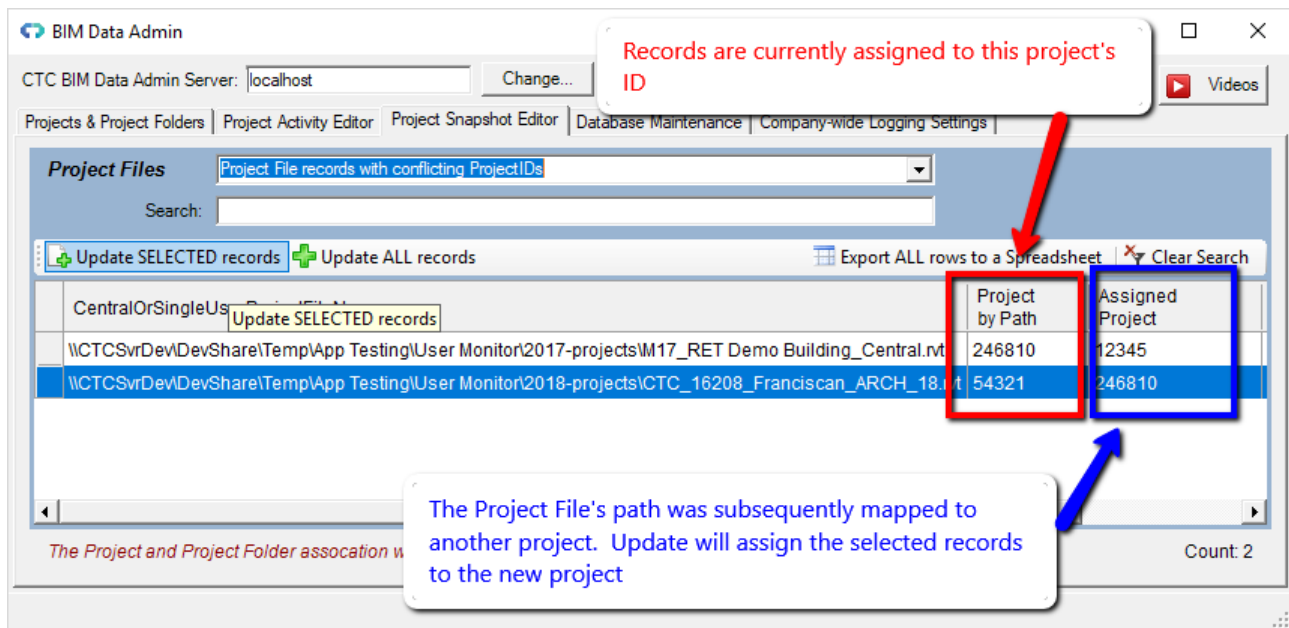 BIM Data Admin
Records are currently assigned to this project's
ID
CTC BIM Data Admin Server: localhost Change... Videos
Projects & Project Folders Project Activity Editor Project Snapshot Editor Database Maintenance Company-wide Logging Settings
Project Files Project File records with conflicting ProjectIDs
Search:
Update SELECTED records Update ALL records Export ALL rows to a Spreadsheet Clear Search
Project Assigned
by Path Project
Update SELECTED records
\\CTCSvrDev\DevShare\Temp\App Testing\User Monitor\2017-projects\M17_RET Demo Building_Central.rvt 246810 12345
\\CTCSvrDev\DevShare\Temp\App Testing\User Monitor\2018-projects\CTC_16208_Franciscan_ARCH_18.rvt 54321 246810
The Project File's path was subsequently mapped to
another project. Update will assign the selected records
to the new project
The Project and Project Folder assocation Count: 2